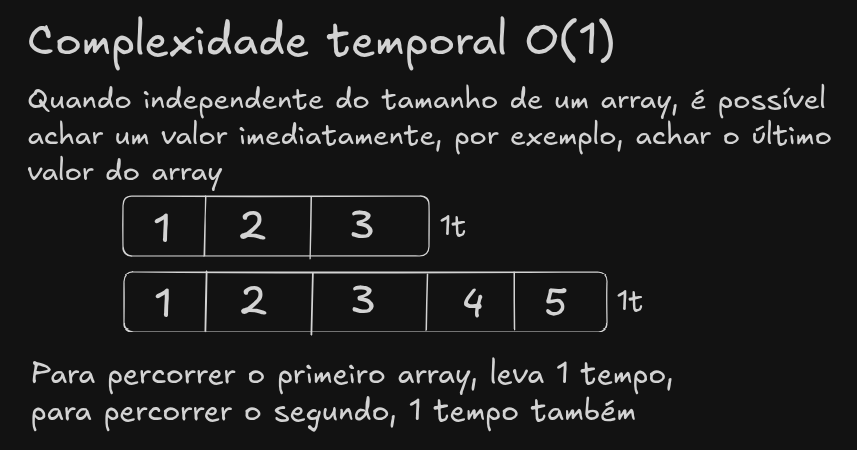 Complexidade temporal O(1)
Quando independente do tamanho de um array, é possível
achar um valor imediatamente, por exemplo, achar o último
valor do array
1 2 3 1t
1 2 3 4 5 1t
Para percorrer o primeiro array, leva 1 tempo,
para percorrer o segundo, 1 tempo também